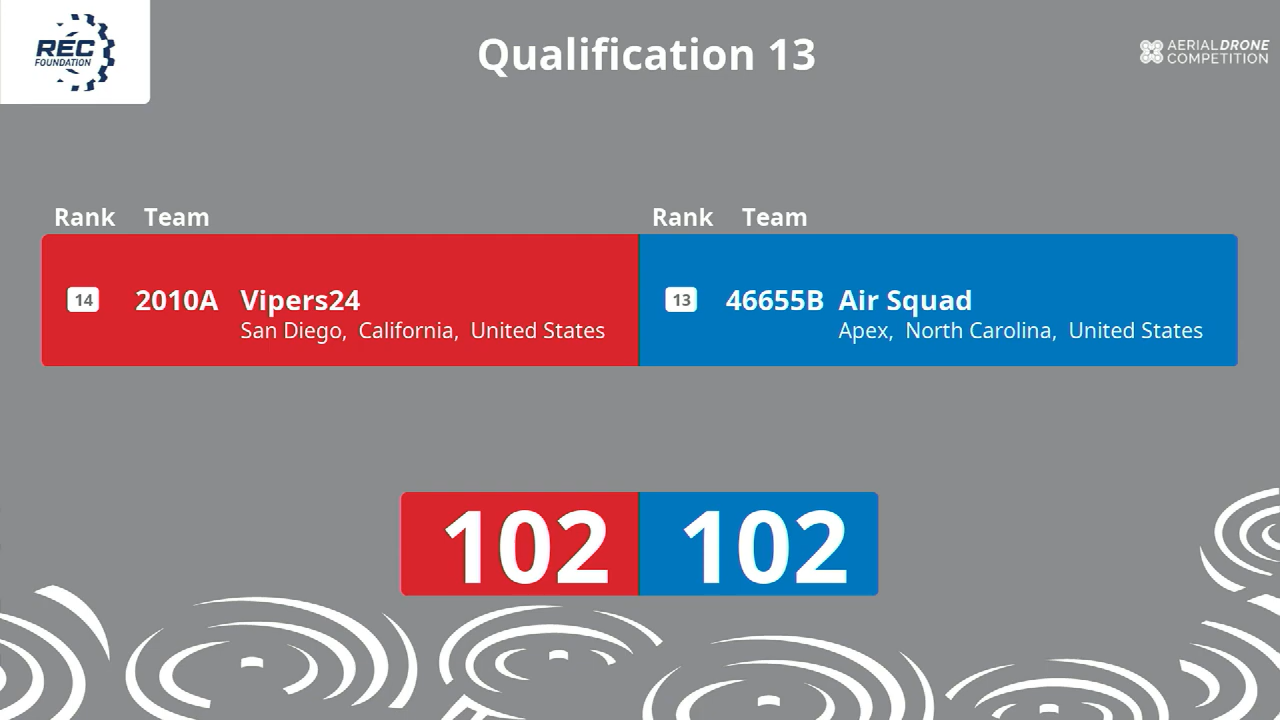 REC
FOUNDATION
Qualification 13
AERIALDRONE
COMPETITION
Rank Team
14 2010A Vipers24
San Diego, California, United States
Rank Team
13 46655B Air Squad
Apex, North Carolina, United States
102 102